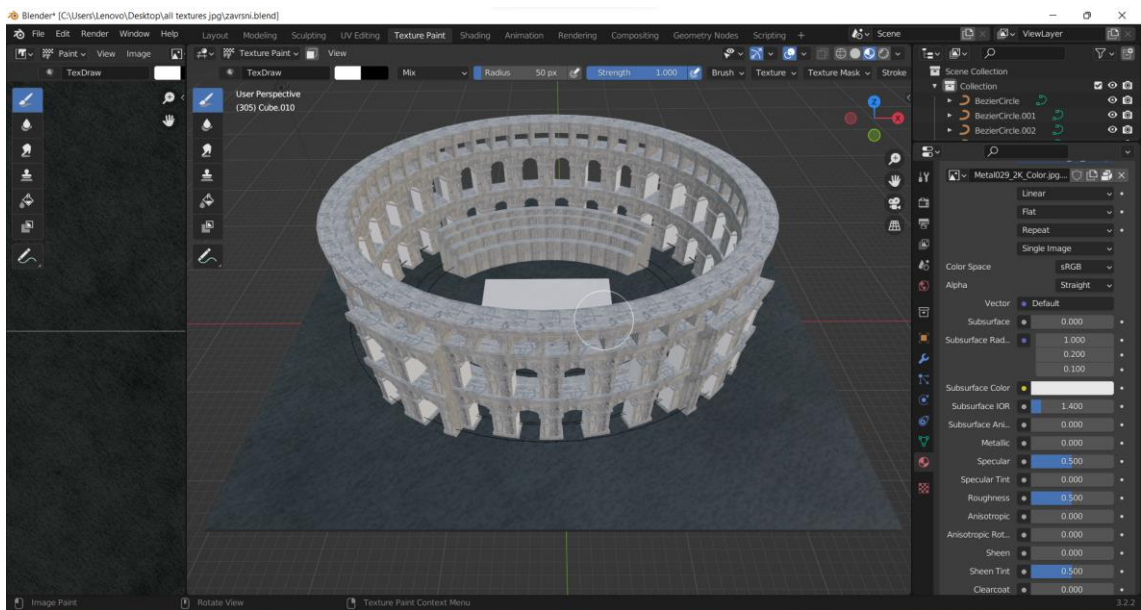 Blender* [C:\Users\Lenovo\Desktop\all textures jpg\zavrsni.blend]
File Edit Render Window Help Layout Modeling Sculpting UV Editing Texture Paint Shading Animation Rendering Compositing Geometry Nodes Scripting + Scene ViewLayer
Paint View Image Texture Paint View
TexDraw TexDraw Mix Radius 50 px Strength 1.000 Brush Texture Texture Mask Stroke
User Perspective
(305) Cube.010
Z
X
Scene Collection
Collection
BezierCircle
BezierCircle.001
BezierCircle.002
Metal029_2K_Color.jpg....
Linear
Flat
Repeat
Single Image
Color Space sRGB
Alpha Straight
Vector Default
Subsurface 0.000
Subsurface Rad.. 1.000
0.200
0.100
Subsurface Color
Subsurface IOR 1.400
Subsurface Ani.. 0.000
Metallic 0.000
Specular 0.500
Specular Tint 0.000
Roughness 0.500
Anisotropic 0.000
Anisotropic Rot.. 0.000
Sheen 0.000
Sheen Tint 0.500
Clearcoat 0.000
Image Paint Rotate View Texture Paint Context Menu 3.2.2